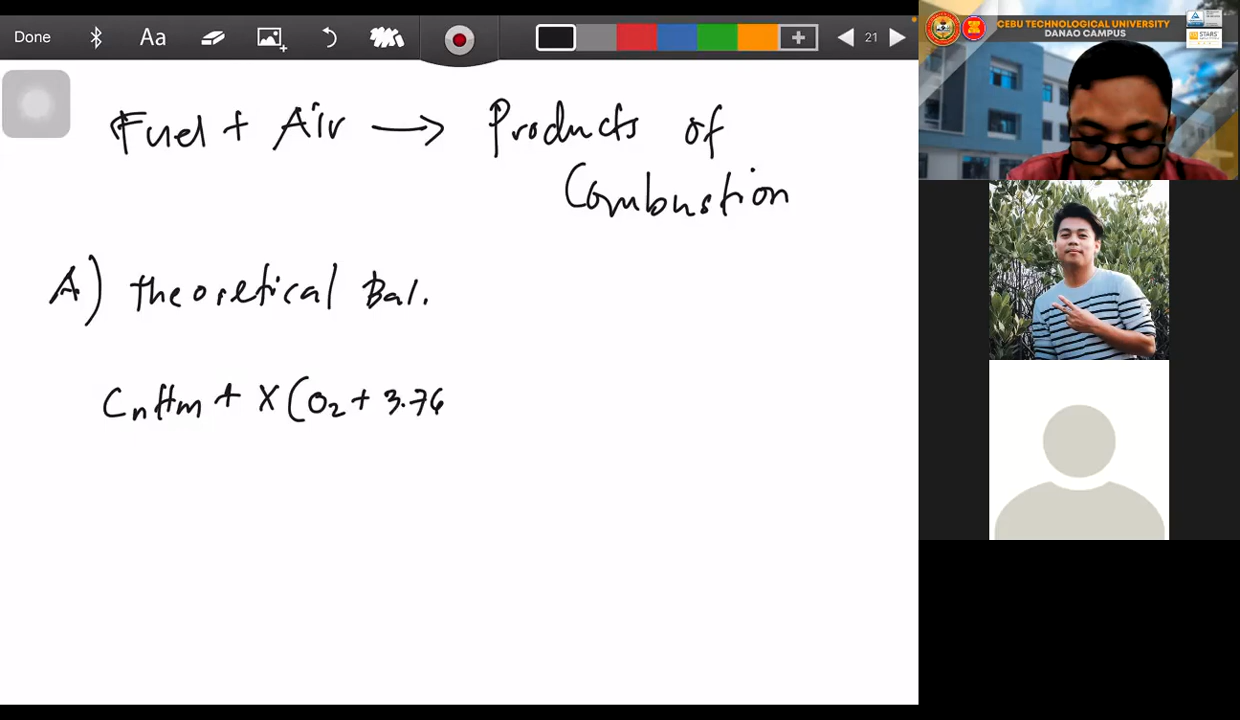 Done
Aa
21
Fuel + Air → Products of
Combustion
A) theoretical Bal.
CnHm + X(O2 + 3.76
CEBU TECHNOLOGICAL UNIVERSITY
DANAO CAMPUS
STARS